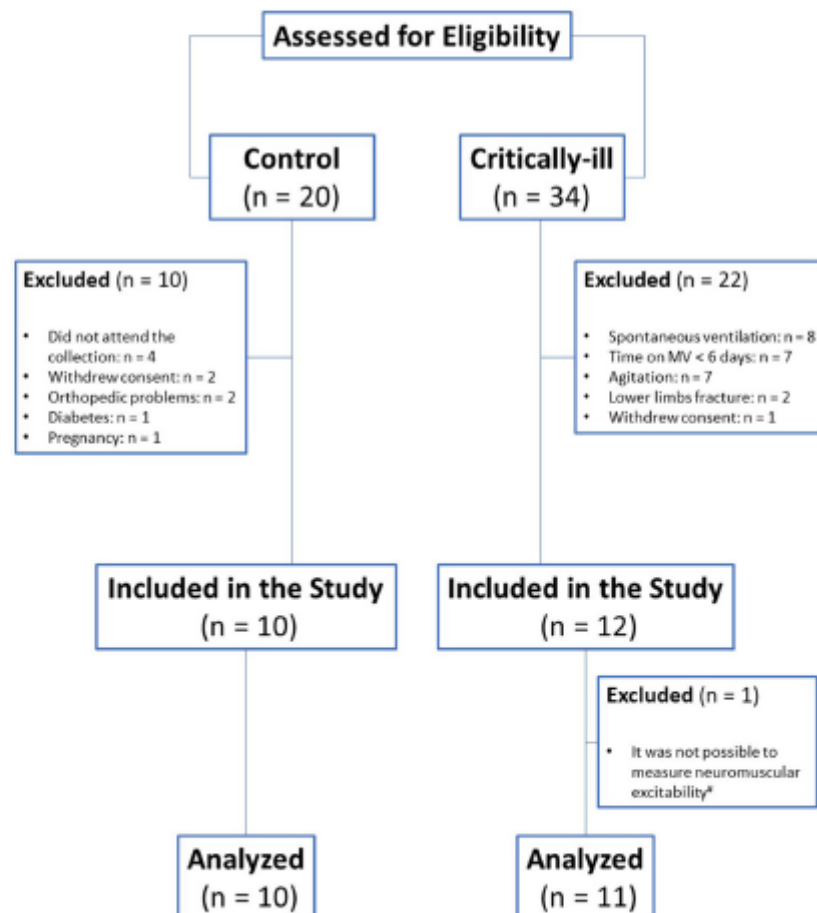 Assessed for Eligibility
Control
(n = 20)
Critically-ill
(n = 34)
Excluded (n = 10)
• Did not attend the
collection: n = 4
• Withdrew consent: n = 2
• Orthopedic problems: n = 2
• Diabetes: n = 1
• Pregnancy: n = 1
Excluded (n = 22)
• Spontaneous ventilation: n = 8
• Time on MV < 6 days: n = 7
• Agitation: n = 7
• Lower limbs fracture: n = 2
• Withdrew consent: n = 1
Included in the Study
(n = 10)
Included in the Study
(n = 12)
Excluded (n = 1)
• It was not possible to
measure neuromuscular
excitability#
Analyzed
(n = 10)
Analyzed
(n = 11)